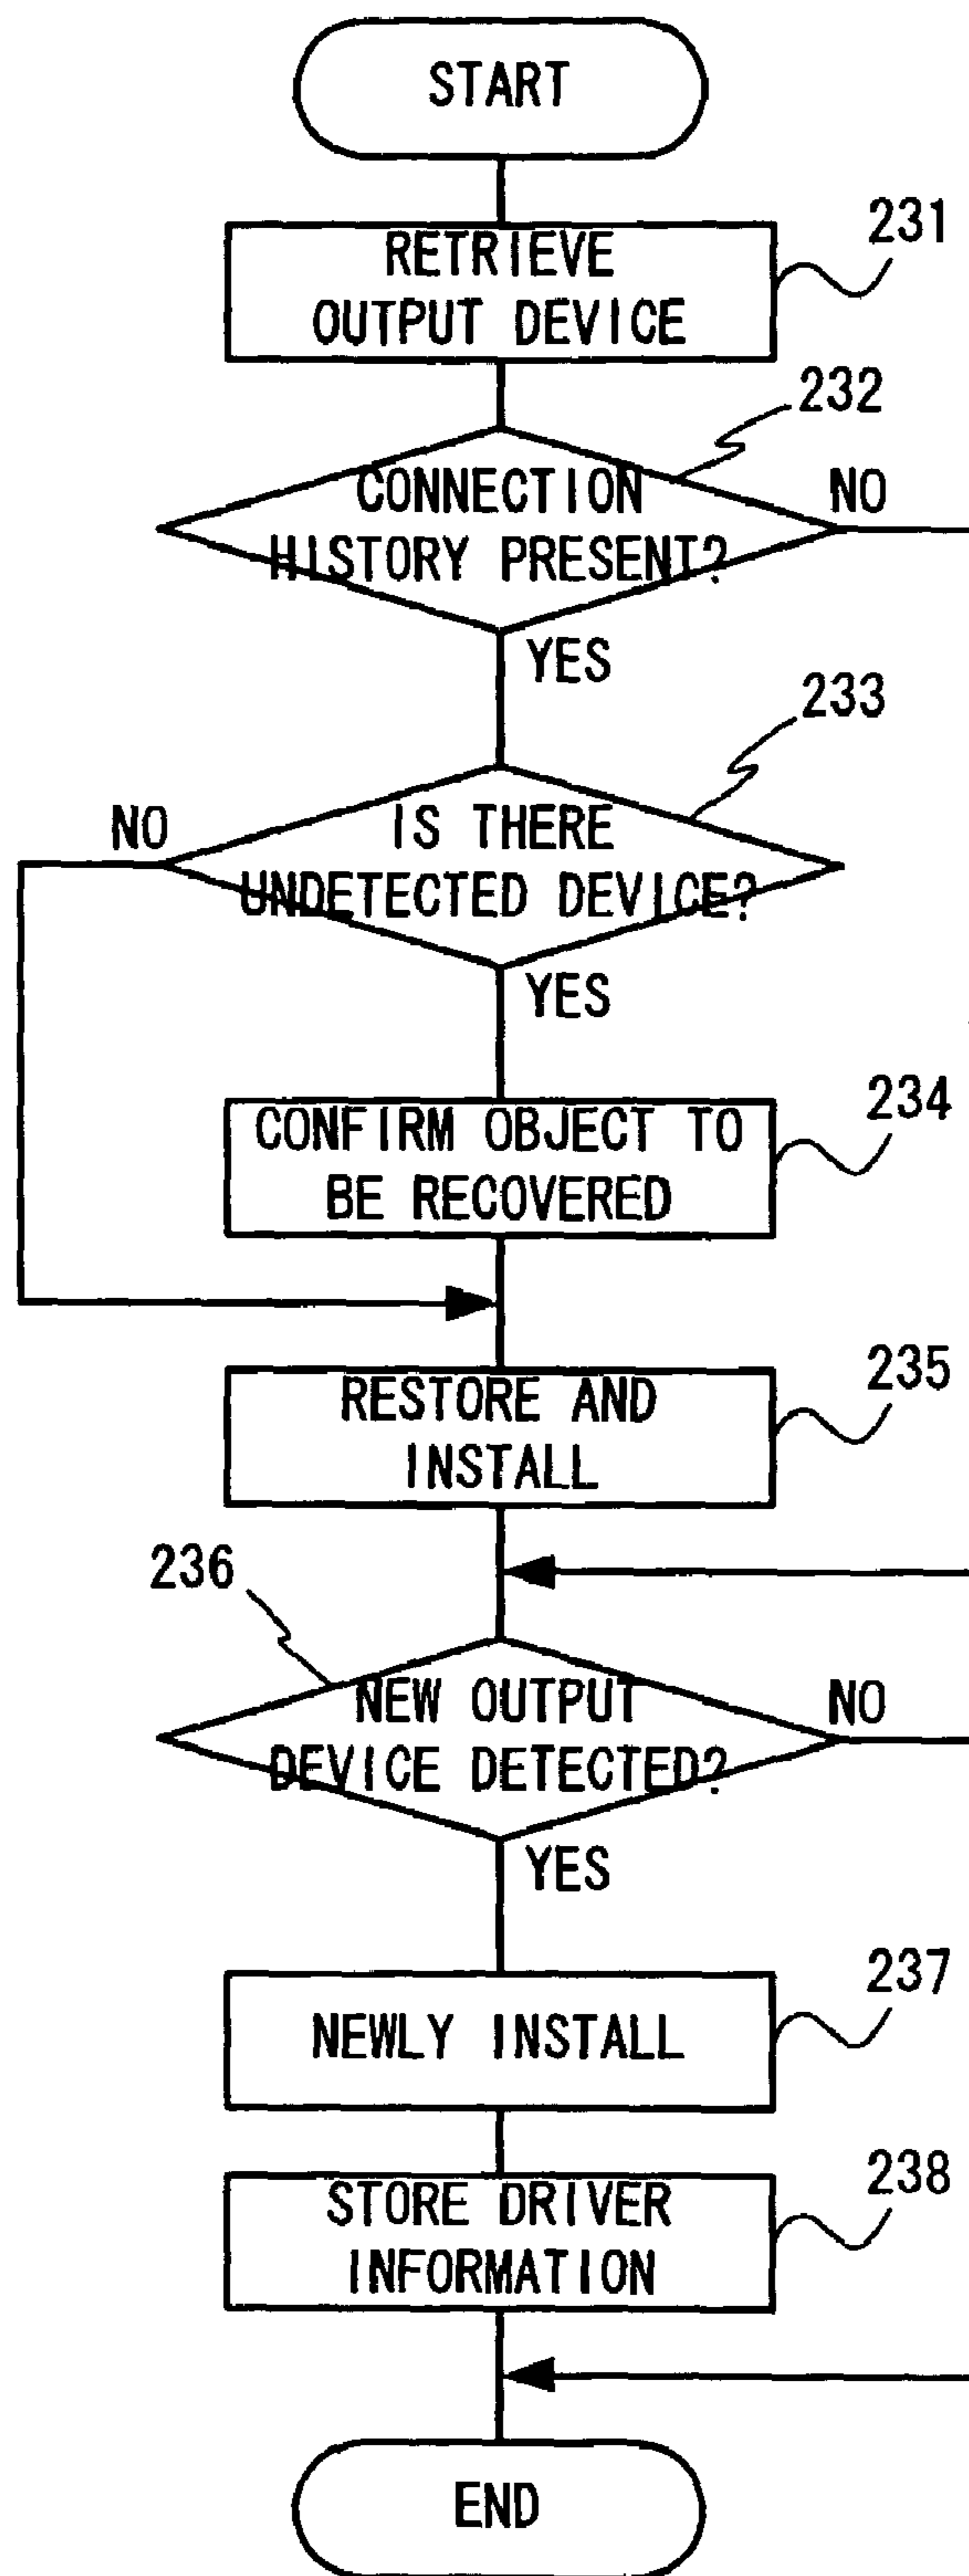 START
231
RETRIEVE
OUTPUT DEVICE
232
CONNECTION
HISTORY PRESENT?
NO
YES
233
NO
IS THERE
UNDETECTED DEVICE?
YES
234
CONFIRM OBJECT TO
BE RECOVERED
235
RESTORE AND
INSTALL
236
NEW OUTPUT
DEVICE DETECTED?
NO
YES
237
NEWLY INSTALL
238
STORE DRIVER
INFORMATION
END